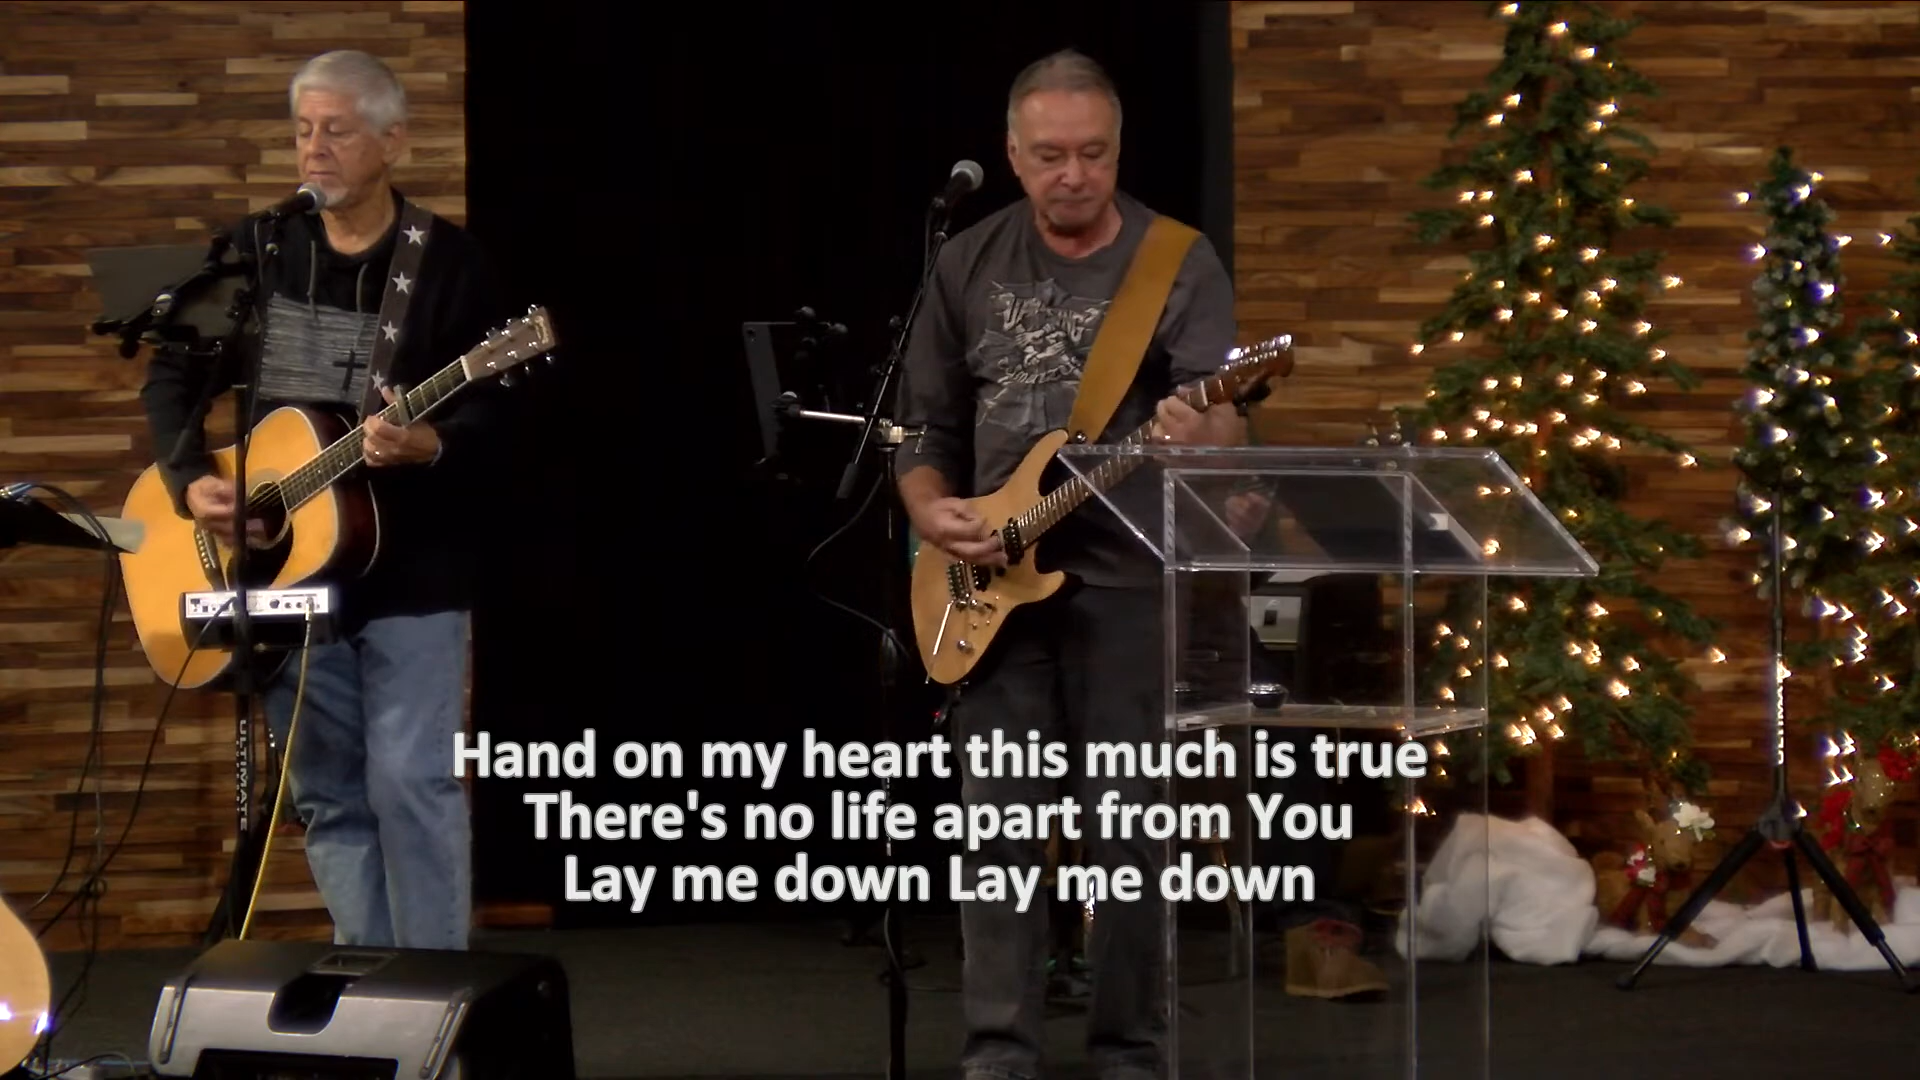 Hand on my heart this much is true
There's no life apart from You
Lay me down Lay me down
ULTIMATE